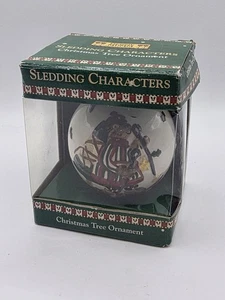 SLEDDING CHARACTERS
Christmas Tree Ornament
SLEDDING CHARACTERS
Christmas Tree Ornament